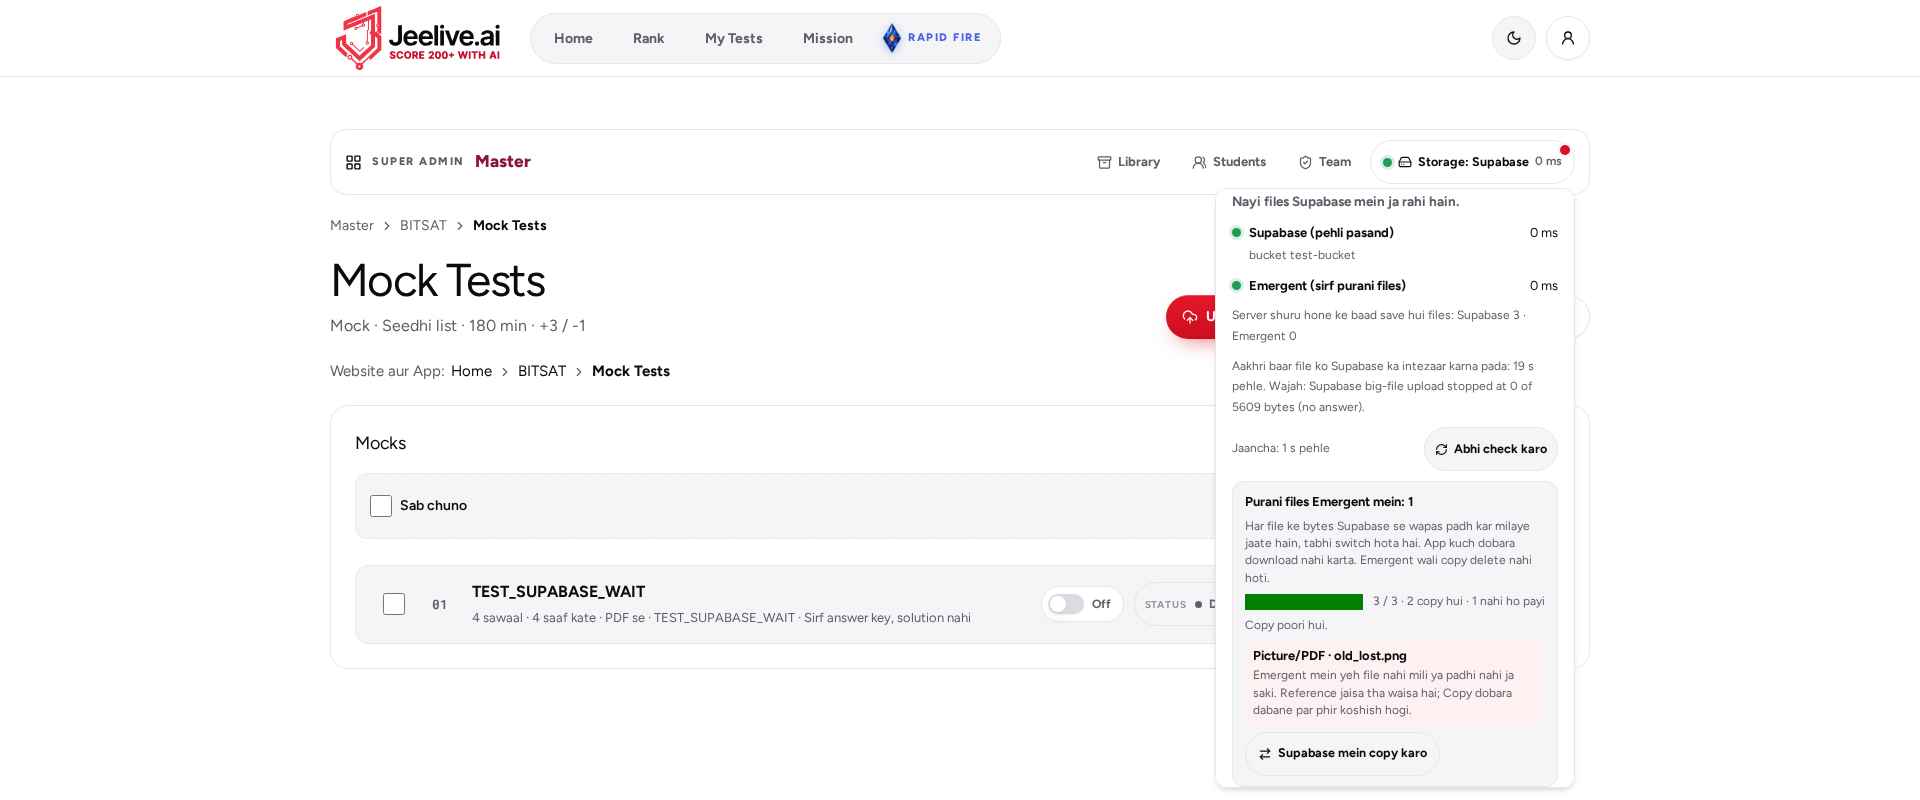 Jeelive.ai
SCORE 200+ WITH AI
Home
Rank
My Tests
Mission
RAPID FIRE
SUPER ADMIN Master
Library
Students
Team
Storage: Supabase 0 ms
Master > BITSAT > Mock Tests
Mock Tests
Mock · Seedhi list · 180 min · +3 / -1
Website aur App: Home > BITSAT > Mock Tests
Mocks
Sab chuno
01
TEST_SUPABASE_WAIT
4 sawaal · 4 saaf kate · PDF se · TEST_SUPABASE_WAIT · Sirf answer key, solution nahi
Off
STATUS
Nayi files Supabase mein ja rahi hain.
Supabase (pehli pasand) 0 ms
bucket test-bucket
Emergent (sirf purani files) 0 ms
Server shuru hone ke baad save hui files: Supabase 3 ·
Emergent 0
Aakhri baar file ko Supabase ka intezaar karna pada: 19 s
pehle. Wajah: Supabase big-file upload stopped at 0 of
5609 bytes (no answer).
Jaancha: 1 s pehle
Abhi check karo
Purani files Emergent mein: 1
Har file ke bytes Supabase se wapas padh kar milaye
jaate hain, tabhi switch hota hai. App kuch dobara
download nahi karta. Emergent wali copy delete nahi
hoti.
3 / 3 · 2 copy hui · 1 nahi ho payi
Copy poori hui.
Picture/PDF · old_lost.png
Emergent mein yeh file nahi mili ya padhi nahi ja
saki. Reference jaisa tha waisa hai; Copy dobara
dabane par phir koshish hogi.
Supabase mein copy karo